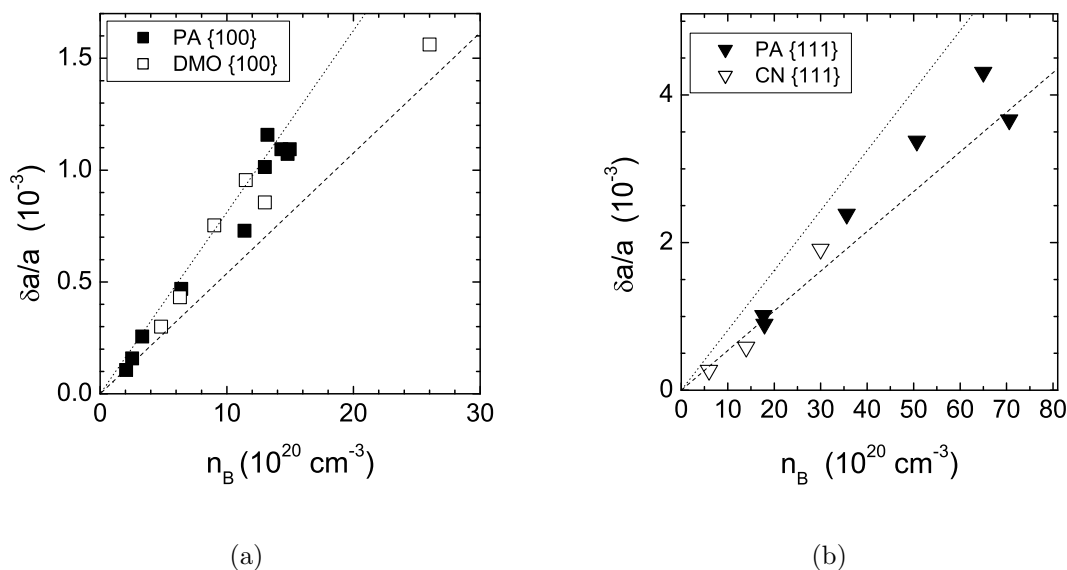 PA {100}
DMO {100}
1.5
1.0
0.5
0.0
0 10 20 30
δa/a (10⁻³)
n_B (10²⁰ cm⁻³)
(a)
PA {111}
CN {111}
4
2
0
0 10 20 30 40 50 60 70 80
δa/a (10⁻³)
n_B (10²⁰ cm⁻³)
(b)